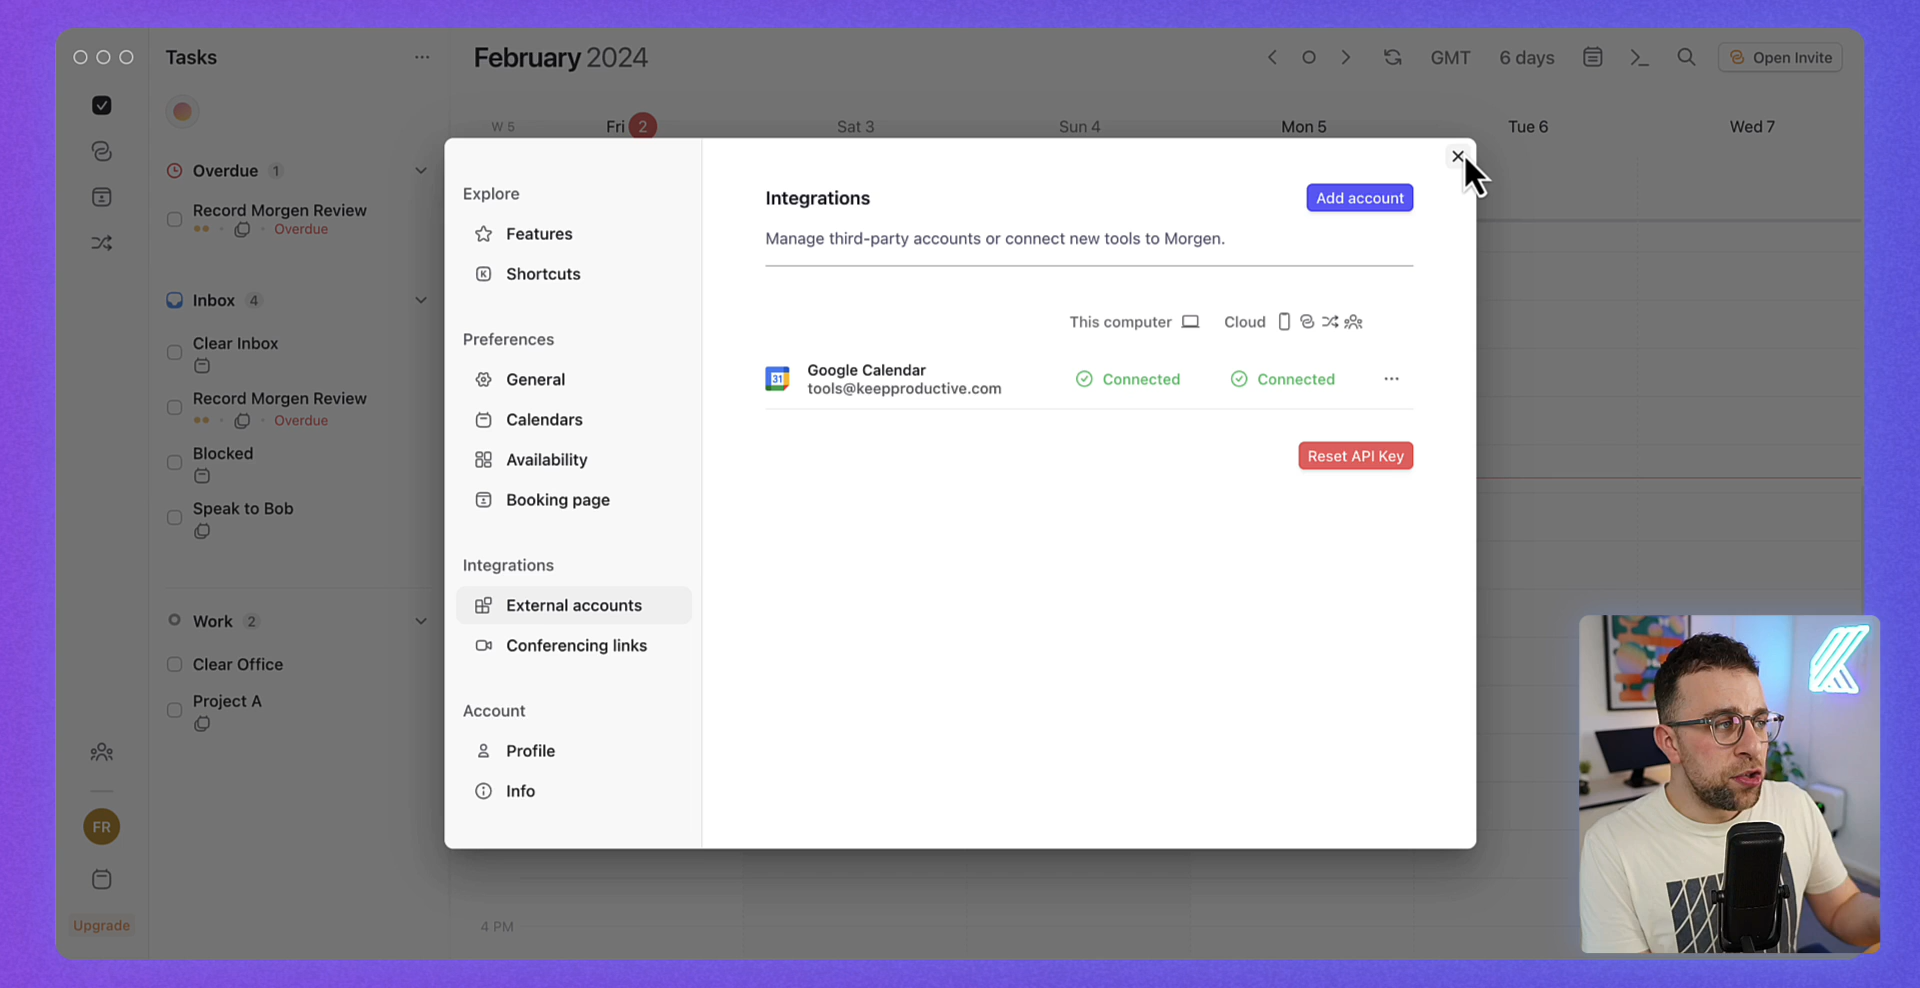 Tasks
February 2024
GMT
6 days
Open Invite
W 5
Fri 2
Sat 3
Sun 4
Mon 5
Tue 6
Wed 7
Overdue 1
Record Morgen Review
Overdue
Inbox 4
Clear Inbox
Record Morgen Review
Overdue
Blocked
Speak to Bob
Work 2
Clear Office
Project A
FR
Upgrade
Explore
Features
Shortcuts
Preferences
General
Calendars
Availability
Booking page
Integrations
External accounts
Conferencing links
Account
Profile
Info
Integrations
Add account
Manage third-party accounts or connect new tools to Morgen.
This computer
Cloud
31
Google Calendar
tools@keepproductive.com
Connected
Connected
Reset API Key
4 PM